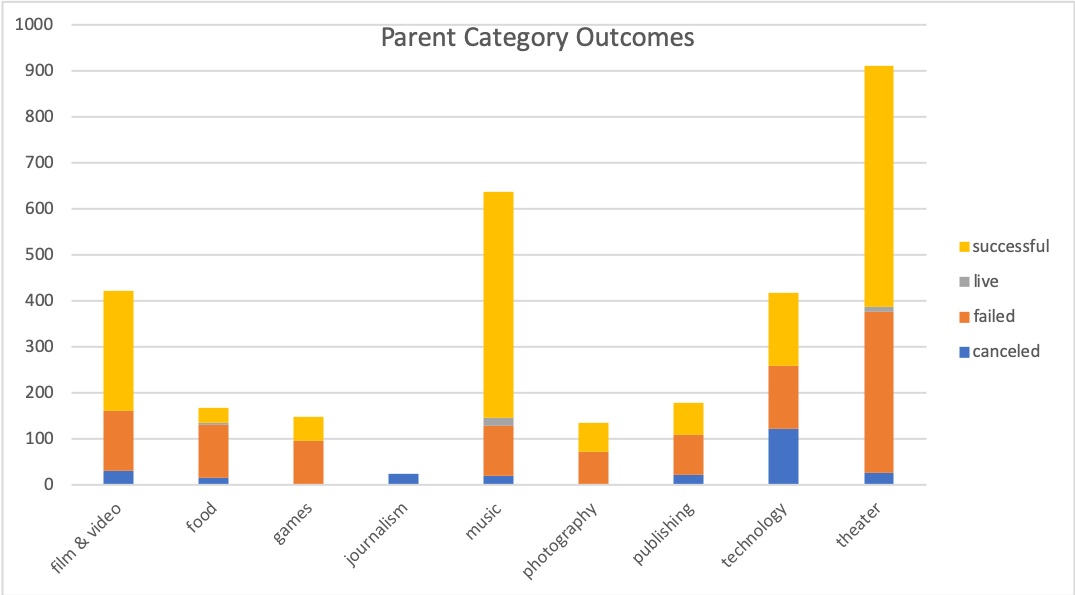 Parent Category Outcomes
1000
900
800
700
600
500
400
300
200
100
0
film & video
food
games
journalism
music
photography
publishing
technology
theater
successful
live
failed
canceled